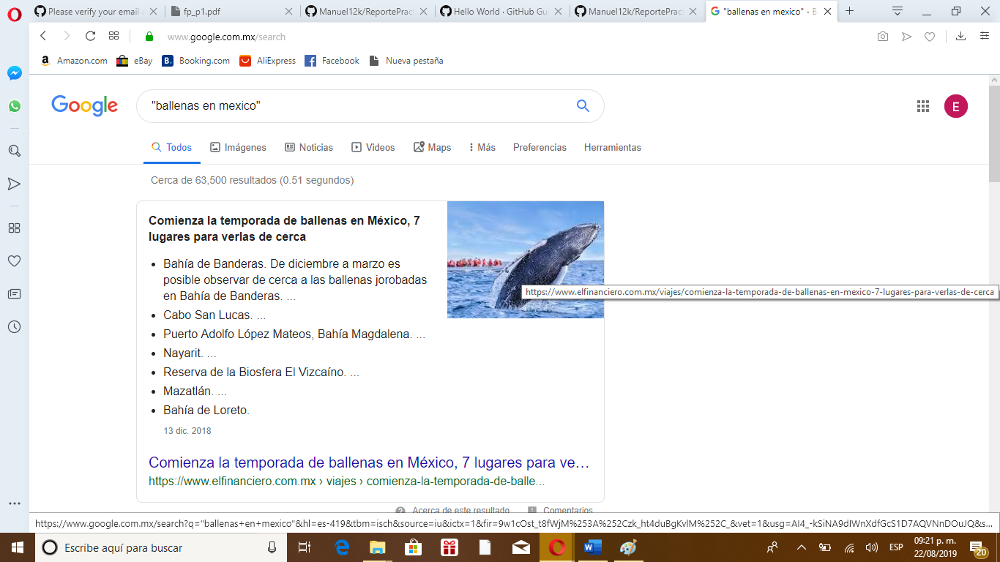 Please verify your email a
fp_p1.pdf
Manuel12k/ReportePract
Hello World · GitHub Gui
Manuel12k/ReportePract
"ballenas en mexico" - B
www.google.com.mx/search
Amazon.com
eBay
B. Booking.com
AliExpress
Facebook
Nueva pestaña
Google
"ballenas en mexico"
E
Todos
Imágenes
Noticias
Videos
Maps
Más
Preferencias
Herramientas
Cerca de 63,500 resultados (0.51 segundos)
Comienza la temporada de ballenas en México, 7
lugares para verlas de cerca
• Bahía de Banderas. De diciembre a marzo es
posible observar de cerca a las ballenas jorobadas
en Bahía de Banderas. ...
• Cabo San Lucas. ...
• Puerto Adolfo López Mateos, Bahía Magdalena. ...
• Nayarit. ...
• Reserva de la Biosfera El Vizcaíno. ...
• Mazatlán. ...
• Bahía de Loreto.
13 dic. 2018
https://www.elfinanciero.com.mx/viajes/comienza-la-temporada-de-ballenas-en-mexico-7-lugares-para-verlas-de-cerca
Comienza la temporada de ballenas en México, 7 lugares para ve...
https://www.elfinanciero.com.mx › viajes › comienza-la-temporada-de-balle...
Acerca de este resultado
Comentarios
https://www.google.com.mx/search?q="ballenas+en+mexico"&hl=es-419&tbm=isch&source=iu&ictx=1&fir=9w1cOst_t8fWjM%253A%252Czk_ht4duBgKvlM%252C_&vet=1&usg=AI4_-kSiNA9dIWnXdfGcS1D7AQVNnDOuJQ&s...
Escribe aquí para buscar
ESP
09:21 p. m.
22/08/2019
20